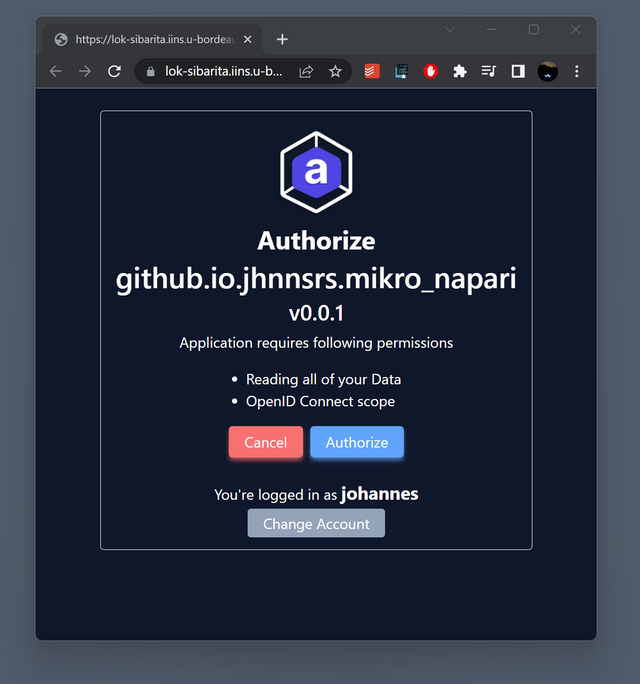 https://lok-sibarita.iins.u-bordeau
lok-sibarita.iins.u-b...
a
Authorize
github.io.jhnnsrs.mikro_napari
v0.0.1
Application requires following permissions
Reading all of your Data
OpenID Connect scope
Cancel Authorize
You're logged in as johannes
Change Account